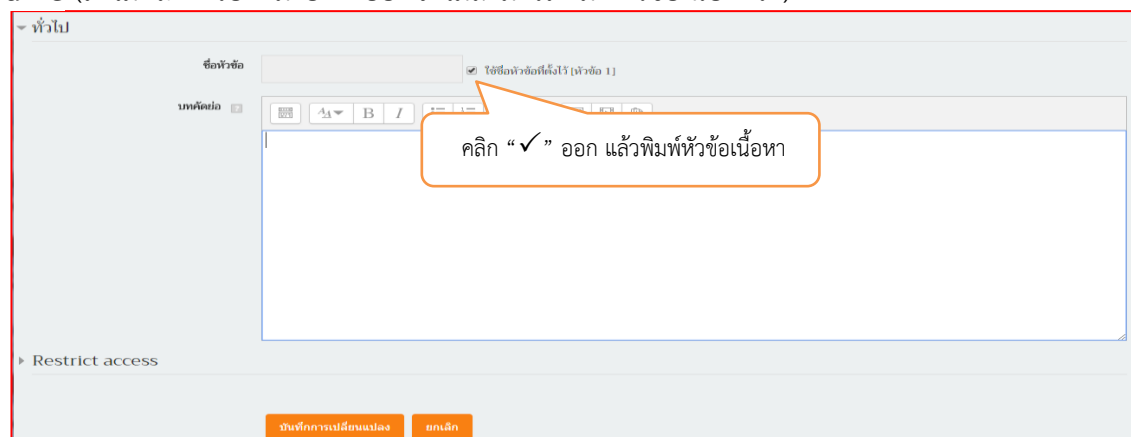 ทั่วไป
ชื่อหัวข้อ
ใช้ชื่อหัวข้อที่ตั้งไว้ [หัวข้อ 1]
บทคัดย่อ
B I
คลิก “✓” ออก แล้วพิมพ์หัวข้อเนื้อหา
Restrict access
บันทึกการเปลี่ยนแปลง ยกเลิก